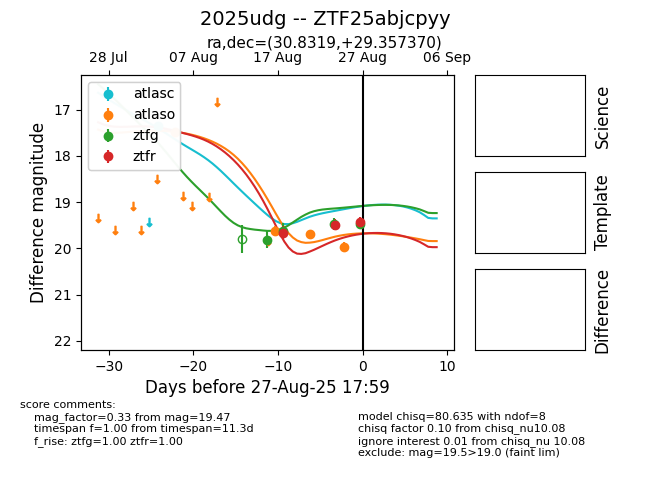 2025udg -- ZTF25abjcpyy
ra,dec=(30.8319,+29.357370)
28 Jul 07 Aug 17 Aug 27 Aug 06 Sep
atlasc
atlaso
ztfg
ztfr
Difference magnitude
17
18
19
20
21
22
−30 −20 −10 0 10
Days before 27-Aug-25 17:59
Science
Template
Difference
score comments:
mag_factor=0.33 from mag=19.47
timespan f=1.00 from timespan=11.3d
f_rise: ztfg=1.00 ztfr=1.00
model chisq=80.635 with ndof=8
chisq factor 0.10 from chisq_nu10.08
ignore interest 0.01 from chisq_nu 10.08
exclude: mag=19.5>19.0 (faint lim)